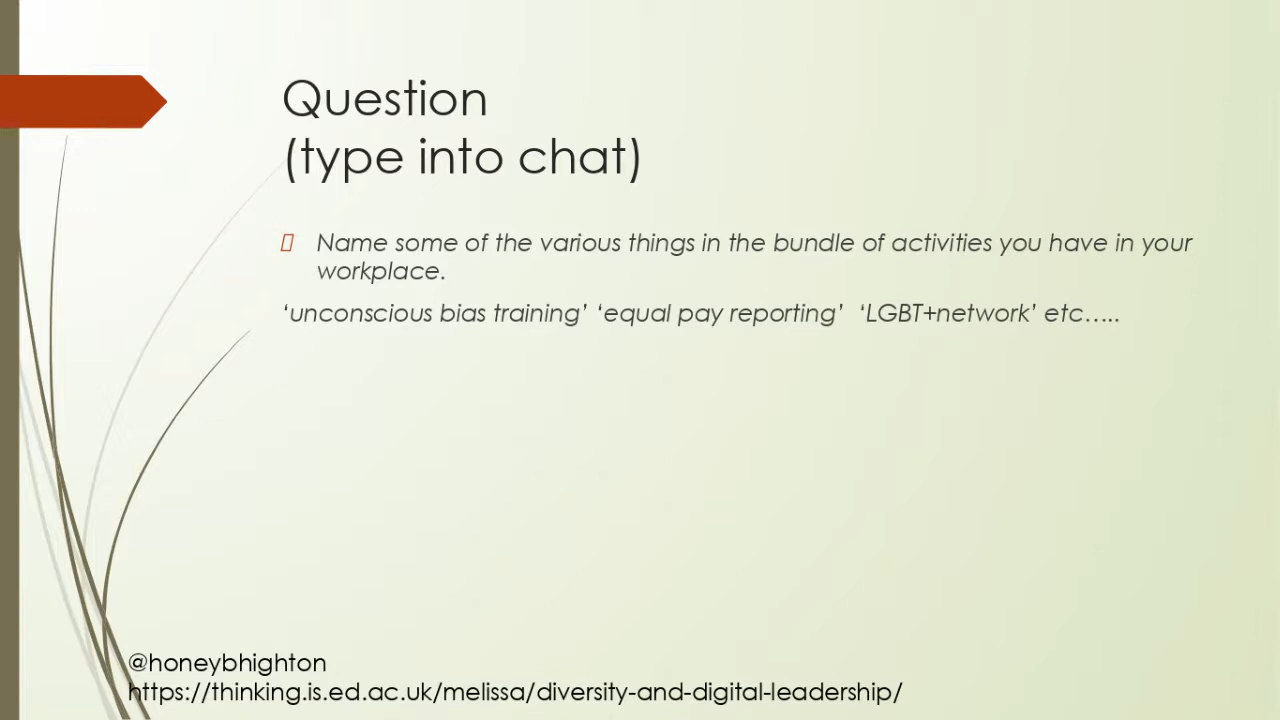 Question
(type into chat)
Name some of the various things in the bundle of activities you have in your
workplace.
‘unconscious bias training’ ‘equal pay reporting’  ‘LGBT+network’ etc…..
@honeybhighton
https://thinking.is.ed.ac.uk/melissa/diversity-and-digital-leadership/